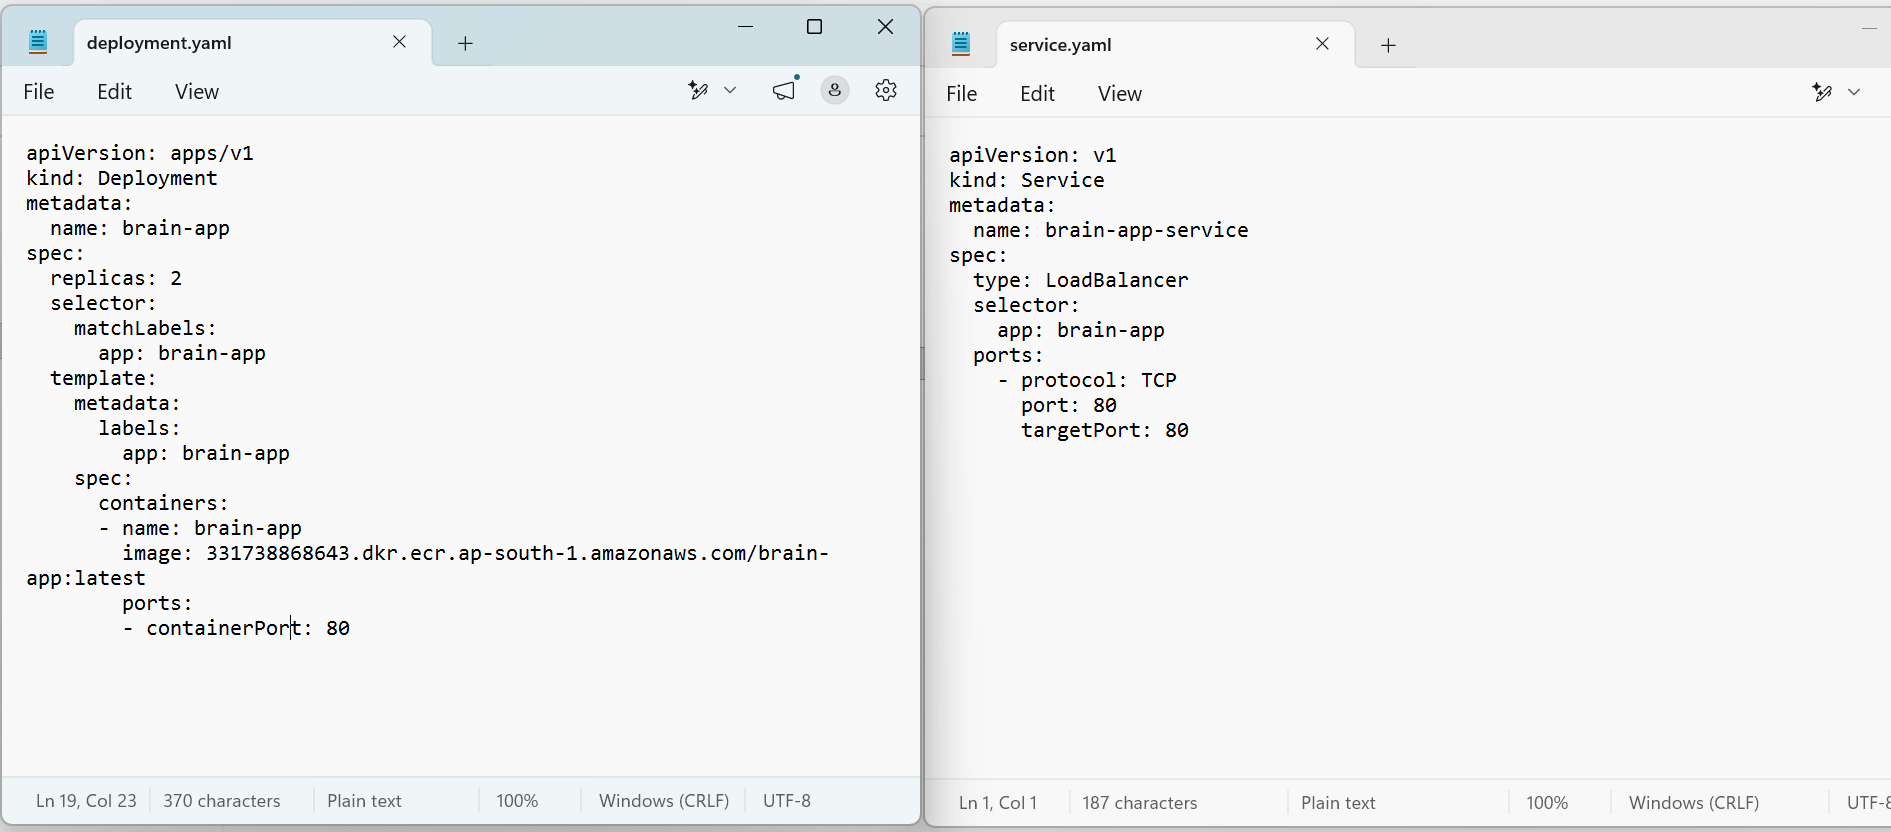 deployment.yaml
File Edit View
apiVersion: apps/v1
kind: Deployment
metadata:
  name: brain-app
spec:
  replicas: 2
  selector:
    matchLabels:
      app: brain-app
  template:
    metadata:
      labels:
        app: brain-app
    spec:
      containers:
      - name: brain-app
        image: 331738868643.dkr.ecr.ap-south-1.amazonaws.com/brain-
app:latest
        ports:
        - containerPort: 80
Ln 19, Col 23 370 characters Plain text 100% Windows (CRLF) UTF-8
service.yaml
File Edit View
apiVersion: v1
kind: Service
metadata:
  name: brain-app-service
spec:
  type: LoadBalancer
  selector:
    app: brain-app
  ports:
    - protocol: TCP
      port: 80
      targetPort: 80
Ln 1, Col 1 187 characters Plain text 100% Windows (CRLF) UTF-8